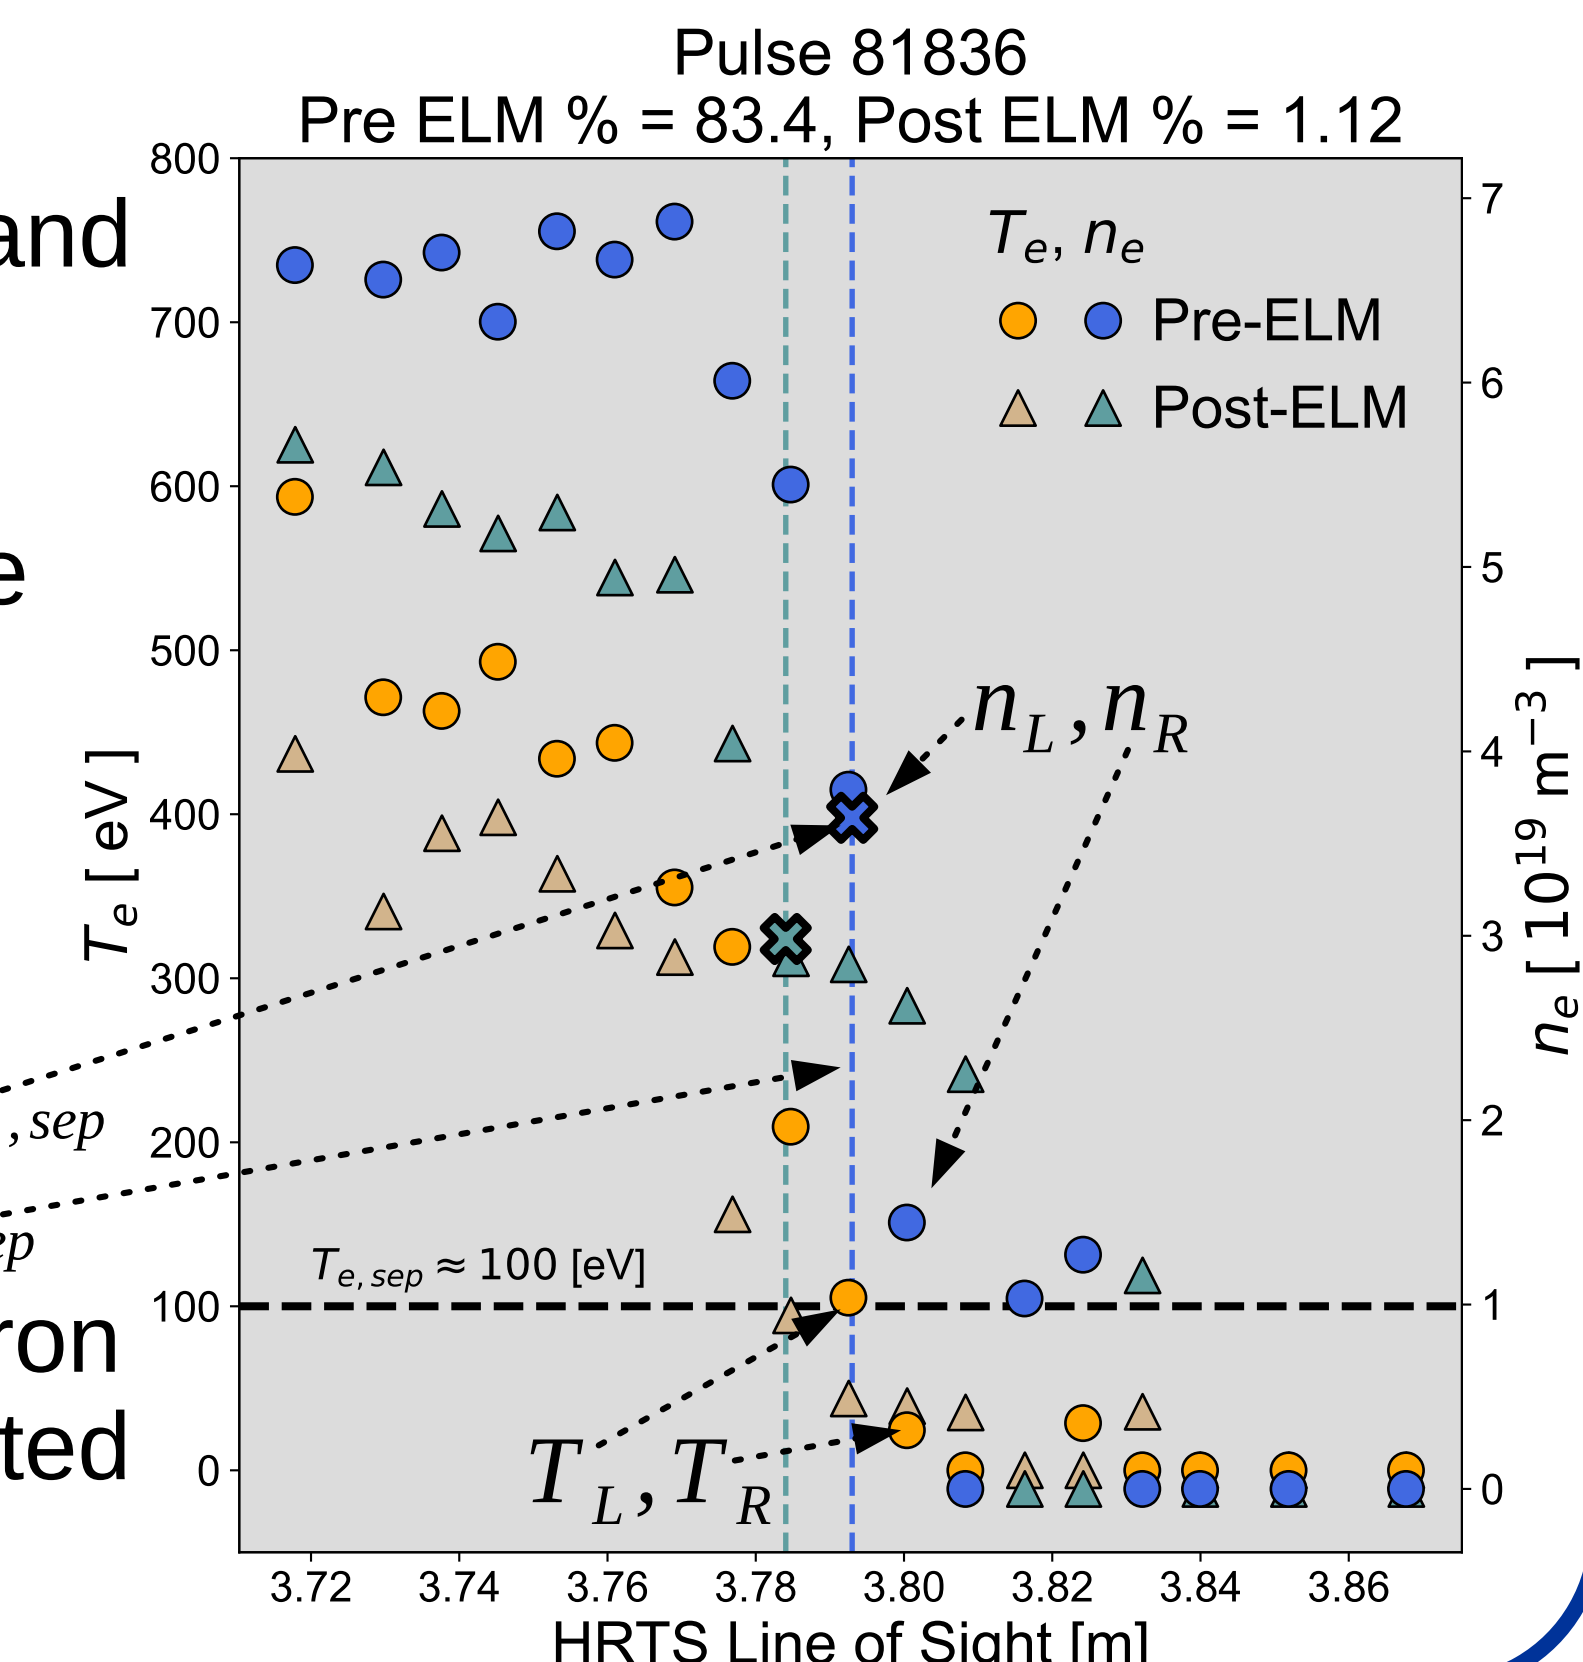 Pulse 81836
Pre ELM % = 83.4, Post ELM % = 1.12
and
e
, sep
ep
ron
ted
T_e [ eV ]
800
700
600
500
400
300
200
100
0
T_e, n_e
Pre-ELM
Post-ELM
n_L , n_R
T_e,sep ≈ 100 [eV]
T_L , T_R
7
6
5
4
3
2
1
0
n_e [ 10^19 m^−3 ]
3.72 3.74 3.76 3.78 3.80 3.82 3.84 3.86
HRTS Line of Sight [m]